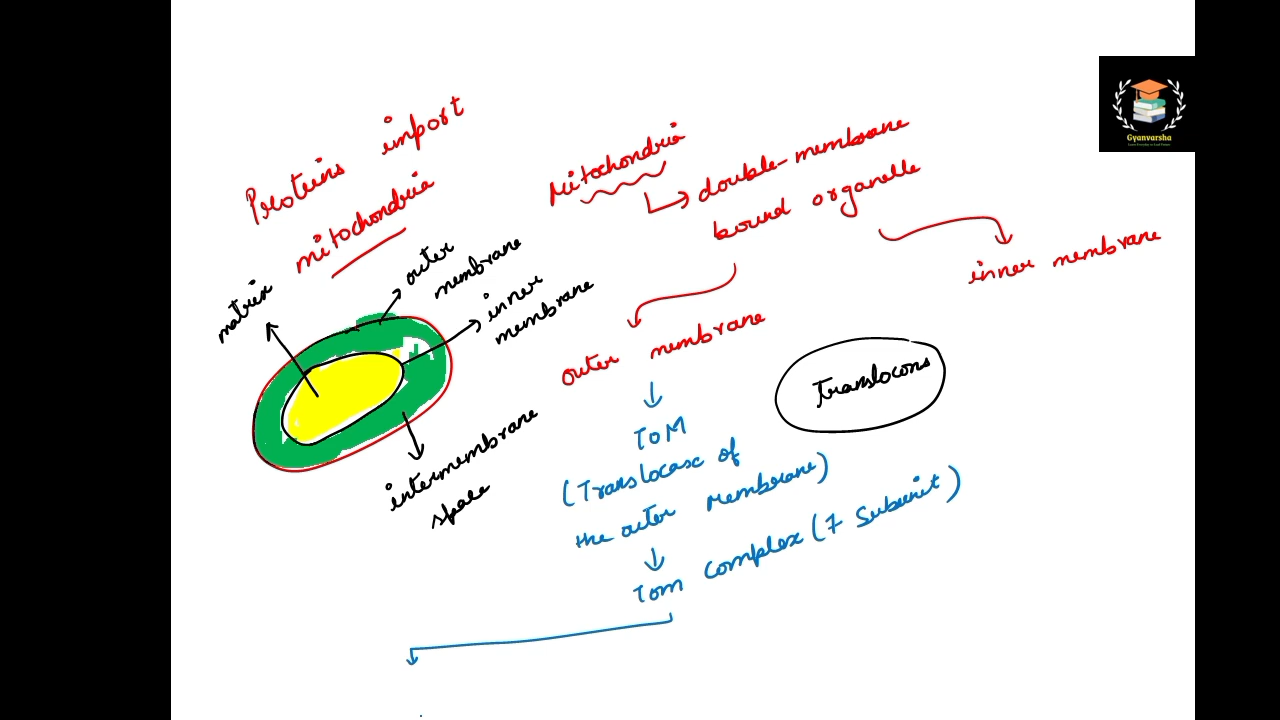 Proteins import
mitochondria
Mitochondria
double-membrane
bound organelle
inner membrane
outer membrane
matrix
outer
membrane
inner
membrane
intermembrane
space
Translocons
TOM
(Translocase of
the outer membrane)
Tom complex (7 Subunit)
Gyanvarsha